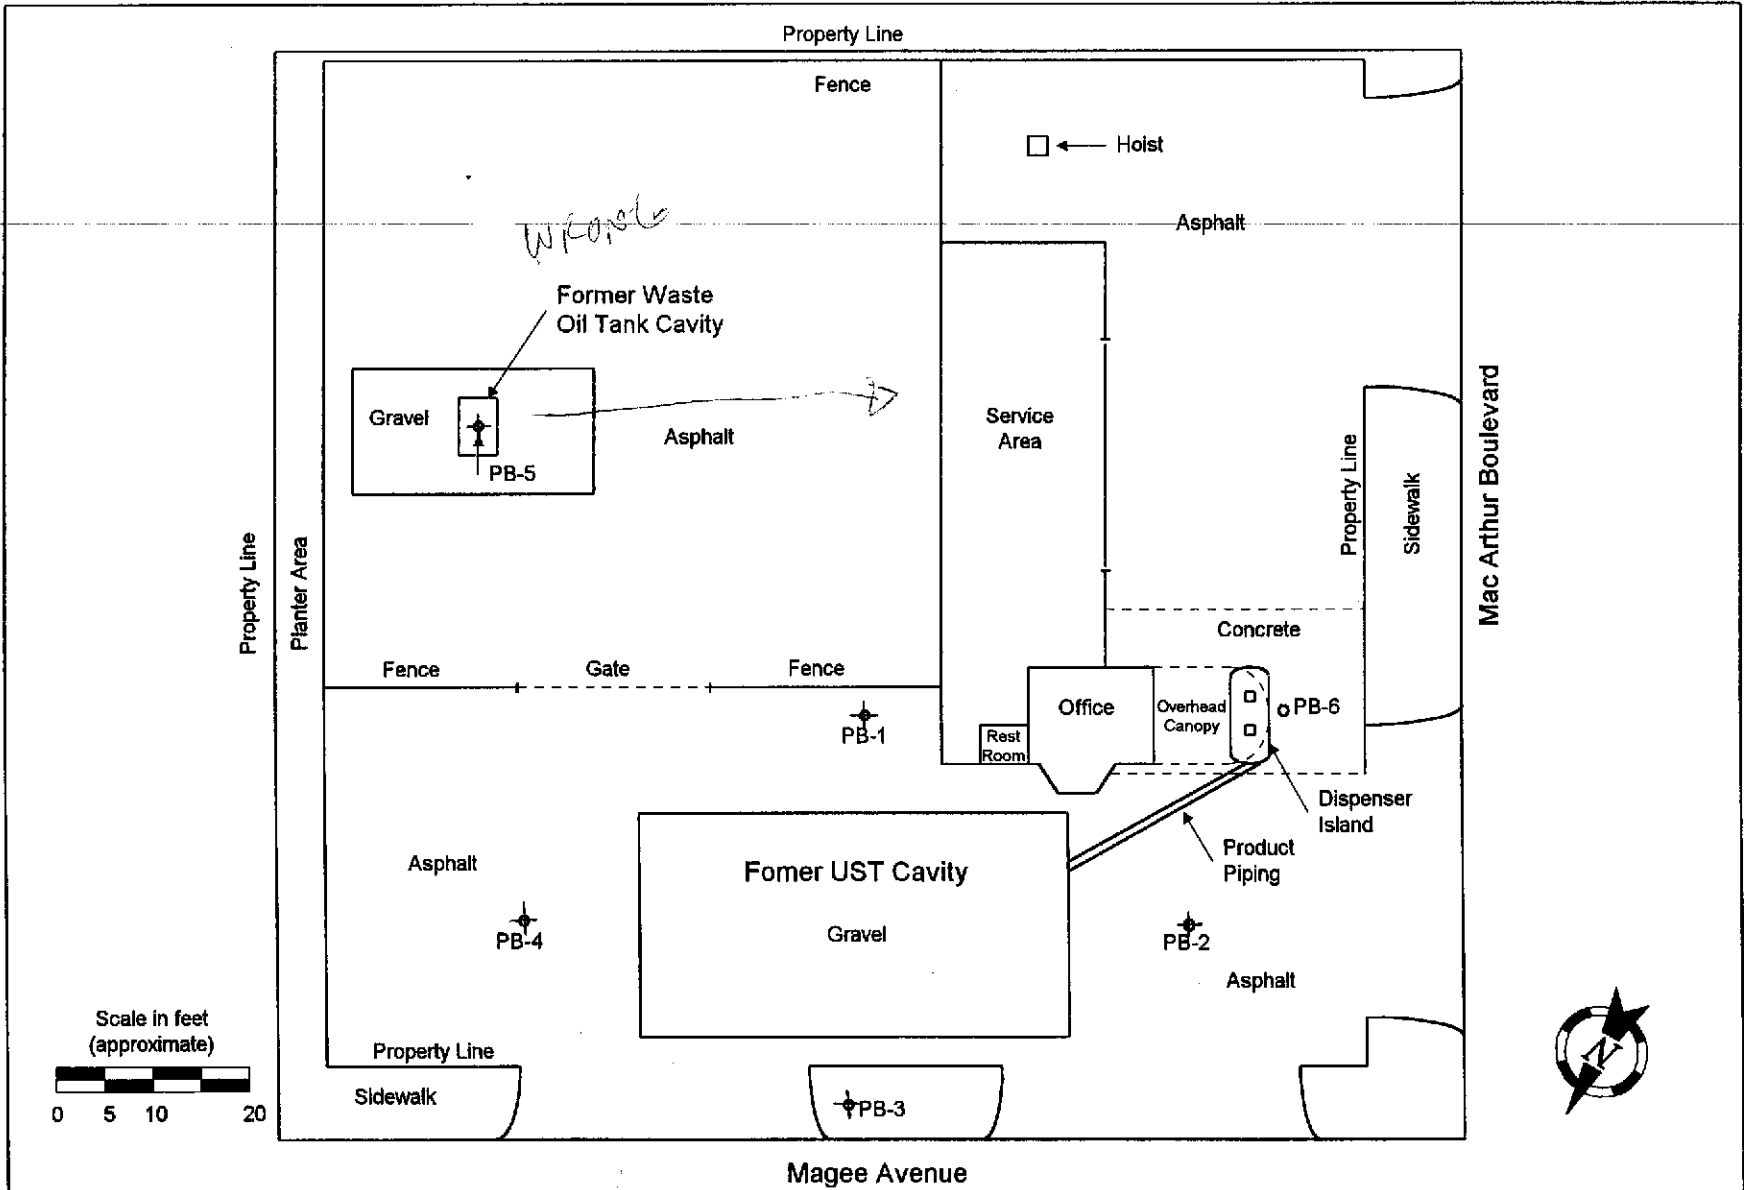 Property Line
Fence
Hoist
Asphalt
WRONG
Former Waste
Oil Tank Cavity
Gravel
Asphalt
PB-5
Service
Area
Property Line
Sidewalk
Mac Arthur Boulevard
Property Line
Planter Area
Concrete
Fence
Gate
Fence
Office
Overhead
Canopy
PB-6
PB-1
Rest
Room
Dispenser
Island
Product
Piping
Asphalt
Fomer UST Cavity
Gravel
PB-4
PB-2
Asphalt
Scale in feet
(approximate)
0 5 10 20
Property Line
Sidewalk
PB-3
N
Magee Avenue